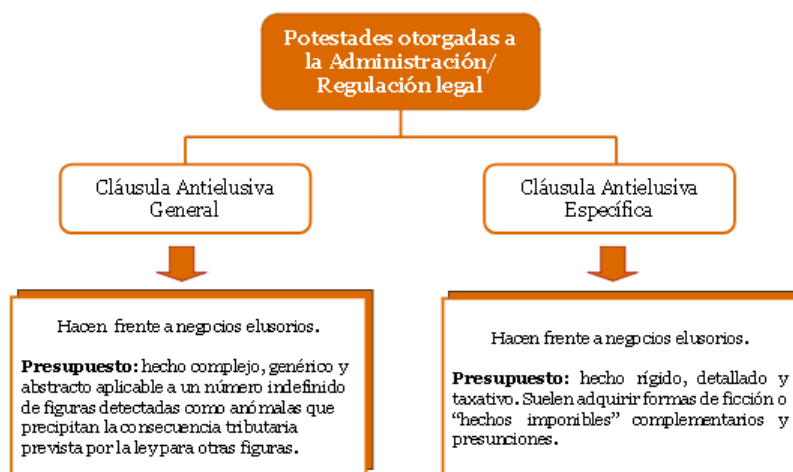 Potestades otorgadas a
la Administración/
Regulación legal
Cláusula Antielusiva
General
Cláusula Antielusiva
Específica
Hacen frente a negocios elusorios.
Presupuesto: hecho complejo, genérico y
abstracto aplicable a un número indefinido
de figuras detectadas como anómalas que
precipitan la consecuencia tributaria
prevista por la ley para otras figuras.
Hacen frente a negocios elusorios.
Presupuesto: hecho rígido, detallado y
taxativo. Suelen adquirir formas de ficción o
“hechos imponibles” complementarios y
presunciones.